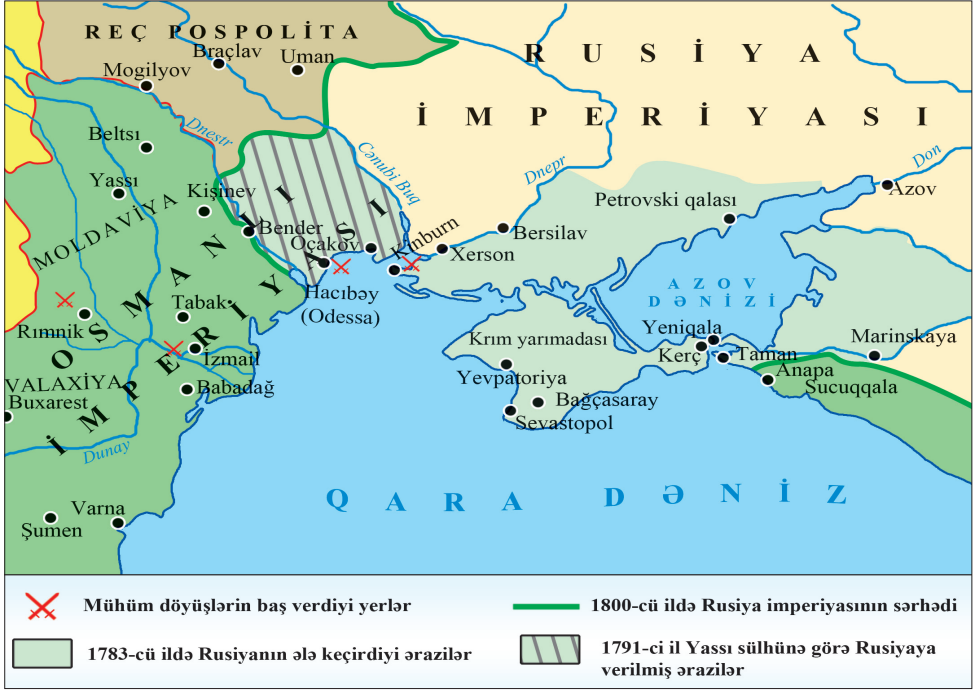 REÇ POSPOLİTA
Braçlav
Uman
Mogilyov
RUSİYA
İMPERİYASI
Dnestr
Beltsı
Cənubi Buq
Dnepr
Don
Yassı
Kişinev
Azov
MOLDAVİYA
Petrovski qalası
Bender
Bersilav
Oçakov
Kinburn
Xerson
OSMANLI
İMPERİYASI
AZOV
DƏNİZİ
Hacıbəy
(Odessa)
Tabak
Rımnik
Krım yarımadası
Yeniqala
Marinskaya
Kerç
Taman
İzmail
Anapa
Sucuqqala
VALAXİYA
Babadağ
Yevpatoriya
Buxarest
Bağçasaray
Sevastopol
Dunay
QARA DƏNİZ
Varna
Şumen
Mühüm döyüşlərin baş verdiyi yerlər
1800-cü ildə Rusiya imperiyasının sərhədi
1783-cü ildə Rusiyanın ələ keçirdiyi ərazilər
1791-ci il Yassı sülhünə görə Rusiyaya
verilmiş ərazilər